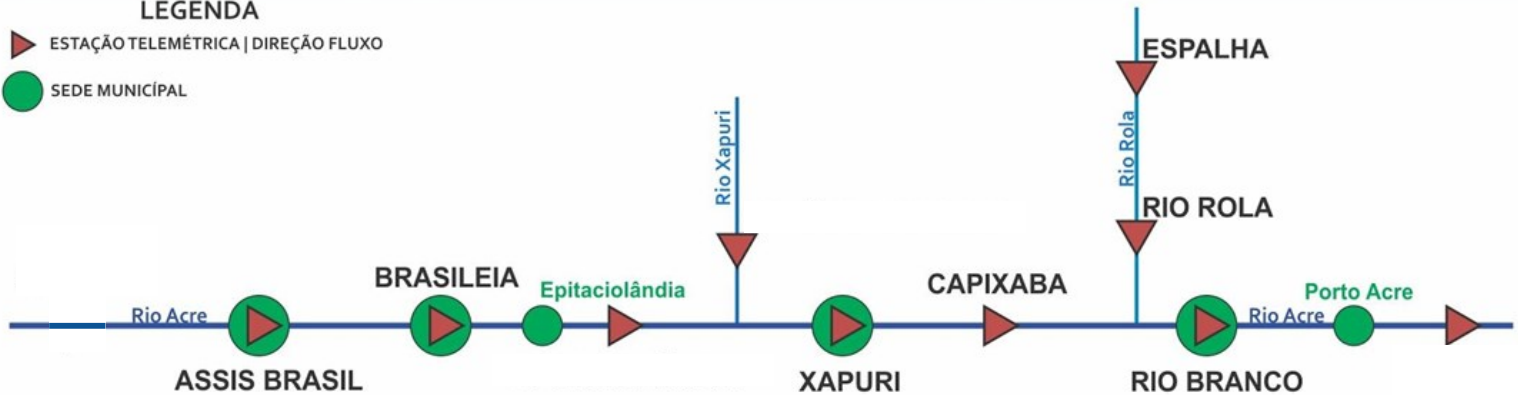 LEGENDA
ESTAÇÃO TELEMÉTRICA | DIREÇÃO FLUXO
SEDE MUNICÍPAL
ESPALHA
Rio Xapuri
Rio Rola
RIO ROLA
BRASILEIA
Epitaciolândia
CAPIXABA
Porto Acre
Rio Acre
Rio Acre
ASSIS BRASIL
XAPURI
RIO BRANCO